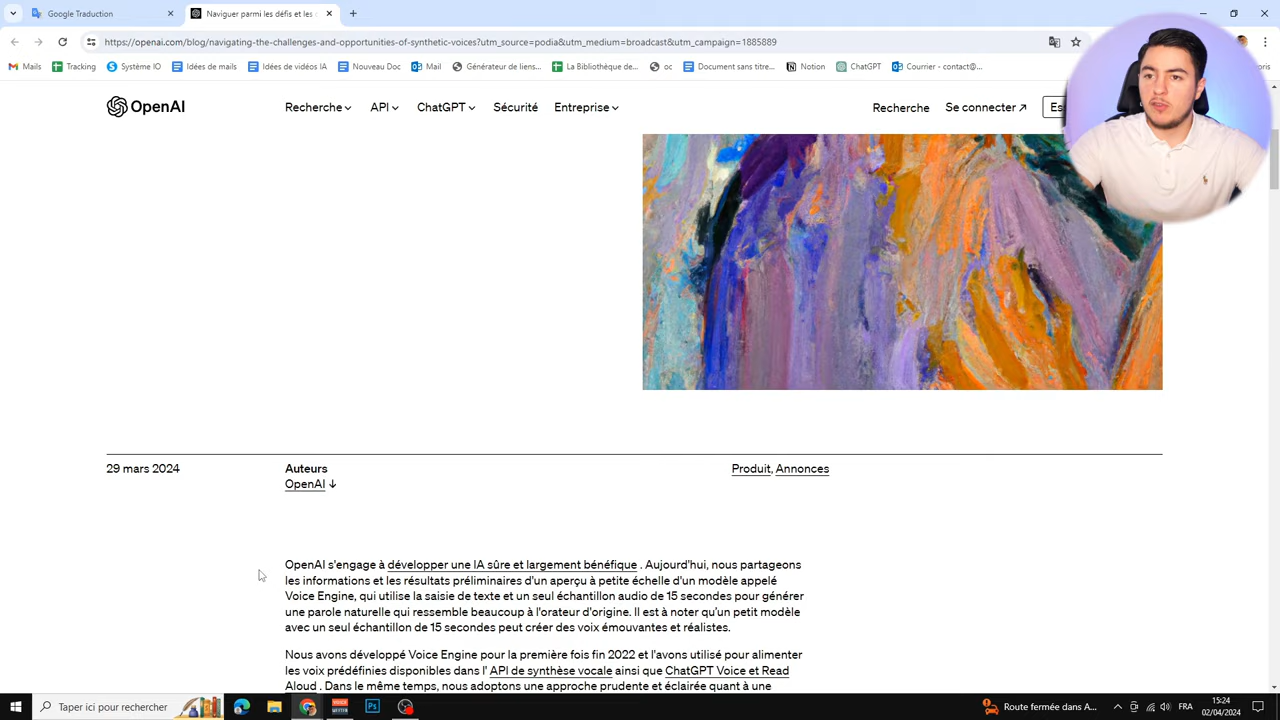 Google Traduction
Naviguer parmi les défis et les
https://openai.com/blog/navigating-the-challenges-and-opportunities-of-synthetic-voices?utm_source=podia&utm_medium=broadcast&utm_campaign=1885889
Mails
Tracking
Système IO
Idées de mails
Idées de vidéos IA
Nouveau Doc
Mail
Générateur de liens...
La Bibliothèque de...
oc
Document sans titre...
Notion
ChatGPT
Courrier – contact@...
oris
OpenAI
Recherche
API
ChatGPT
Sécurité
Entreprise
Recherche
Se connecter ↗
Es
29 mars 2024
Auteurs
OpenAI ↓
Produit, Annonces
OpenAI s'engage à développer une IA sûre et largement bénéfique . Aujourd'hui, nous partageons
les informations et les résultats préliminaires d'un aperçu à petite échelle d'un modèle appelé
Voice Engine, qui utilise la saisie de texte et un seul échantillon audio de 15 secondes pour générer
une parole naturelle qui ressemble beaucoup à l'orateur d'origine. Il est à noter qu'un petit modèle
avec un seul échantillon de 15 secondes peut créer des voix émouvantes et réalistes.
Nous avons développé Voice Engine pour la première fois fin 2022 et l'avons utilisé pour alimenter
les voix prédéfinies disponibles dans l' API de synthèse vocale ainsi que ChatGPT Voice et Read
Aloud . Dans le même temps, nous adoptons une approche prudente et éclairée quant à une
Taper ici pour rechercher
Ps
Route fermée dans A...
FRA
15:24
02/04/2024